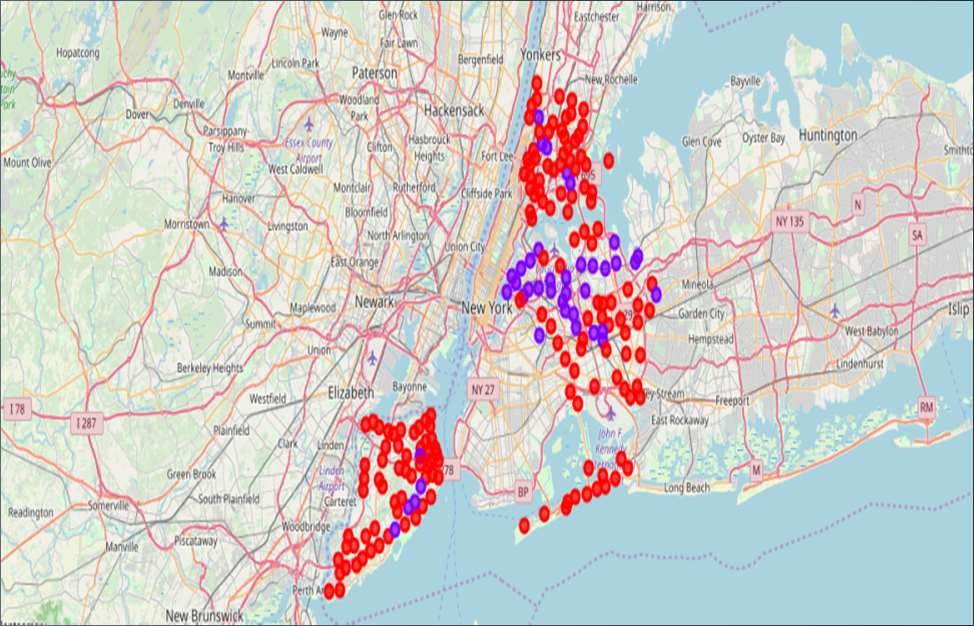 Harrison
Glen Rock
Eastchester
Wayne
Fair Lawn
Hopatcong
Bergenfield
Yonkers
Lincoln Park
Paterson
Montville
New Rochelle
Bayville
Denville
Woodland
Park
Hackensack
Dover
Parsippany
Troy Hills
Essex County
Airport
Clifton
Hasbrouck
Heights
Fort Lee
Glen Cove
Oyster Bay
Huntington
Mount Olive
West Caldwell
Montclair
Rutherford
Cliffside Park
Hanover
Bloomfield
N
Morristown
Livingston
North Arlington
Union City
NY 135
SA
East Orange
Madison
Mineola
Maplewood
Newark
New York
Garden City
Islip
Summit
Hempstead
West Babylon
Union
Berkeley Heights
Lindenhurst
Elizabeth
Bayonne
NY 27
Westfield
Freeport
I 78
I 287
RM
East Rockaway
Plainfield
Clark
Linden
John F.
78
Green Brook
Linden
Airport
M
South Plainfield
Carteret
BP
Long Beach
Somerville
Readington
Woodbridge
Piscataway
Manville
New Brunswick